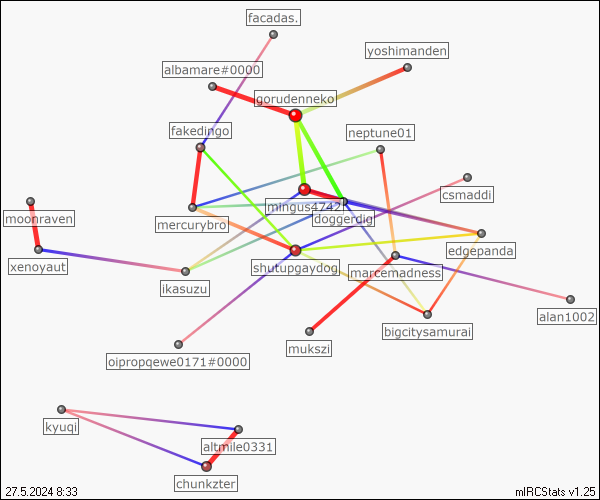 facadas.
yoshimanden
albamare#0000
gorudenneko
fakedingo
neptune01
csmaddi
mingus4742
moonraven
mercurybro
doggerdig
edgepanda
xenoyaut
shutupgaydog
marcemadness
ikasuzu
alan1002
bigcitysamurai
mukszi
oipropqewe0171#0000
kyuqi
altmile0331
chunkzter
27.5.2024 8:33
mIRCStats v1.25